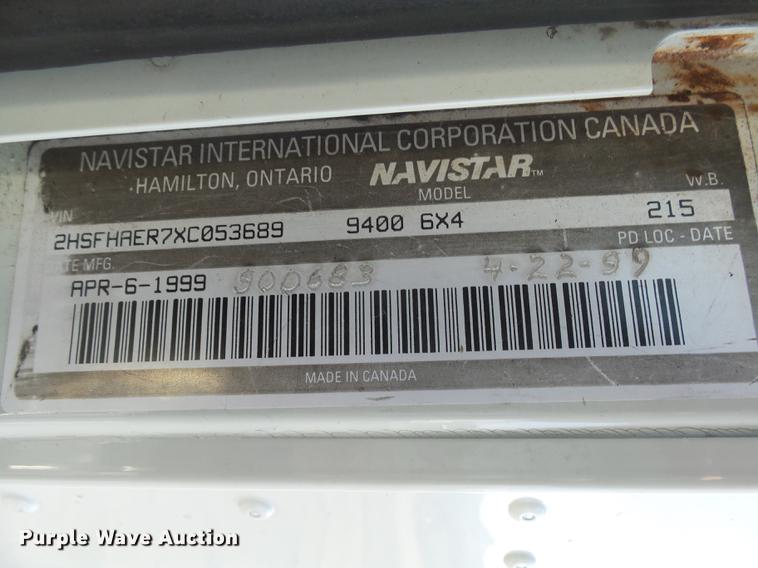 NAVISTAR INTERNATIONAL CORPORATION CANADA
HAMILTON, ONTARIO NAVISTAR™
VIN MODEL W.B.
2HSFHAER7XC053689 9400 6X4 215
DATE MFG. PD LOC - DATE
APR-6-1999 900683 4-22-99
MADE IN CANADA
Purple Wave Auction